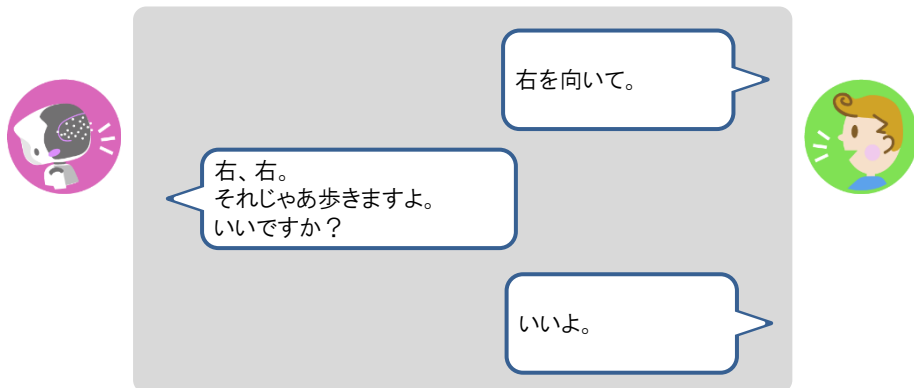 右を向いて。
右、右。
それじゃあ歩きますよ。
いいですか？
いいよ。